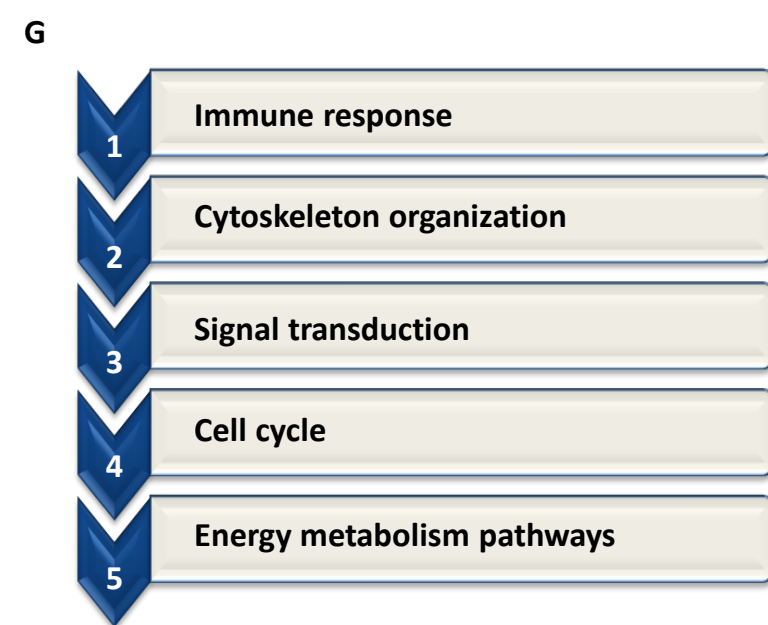 G
1 Immune response
2 Cytoskeleton organization
3 Signal transduction
4 Cell cycle
5 Energy metabolism pathways